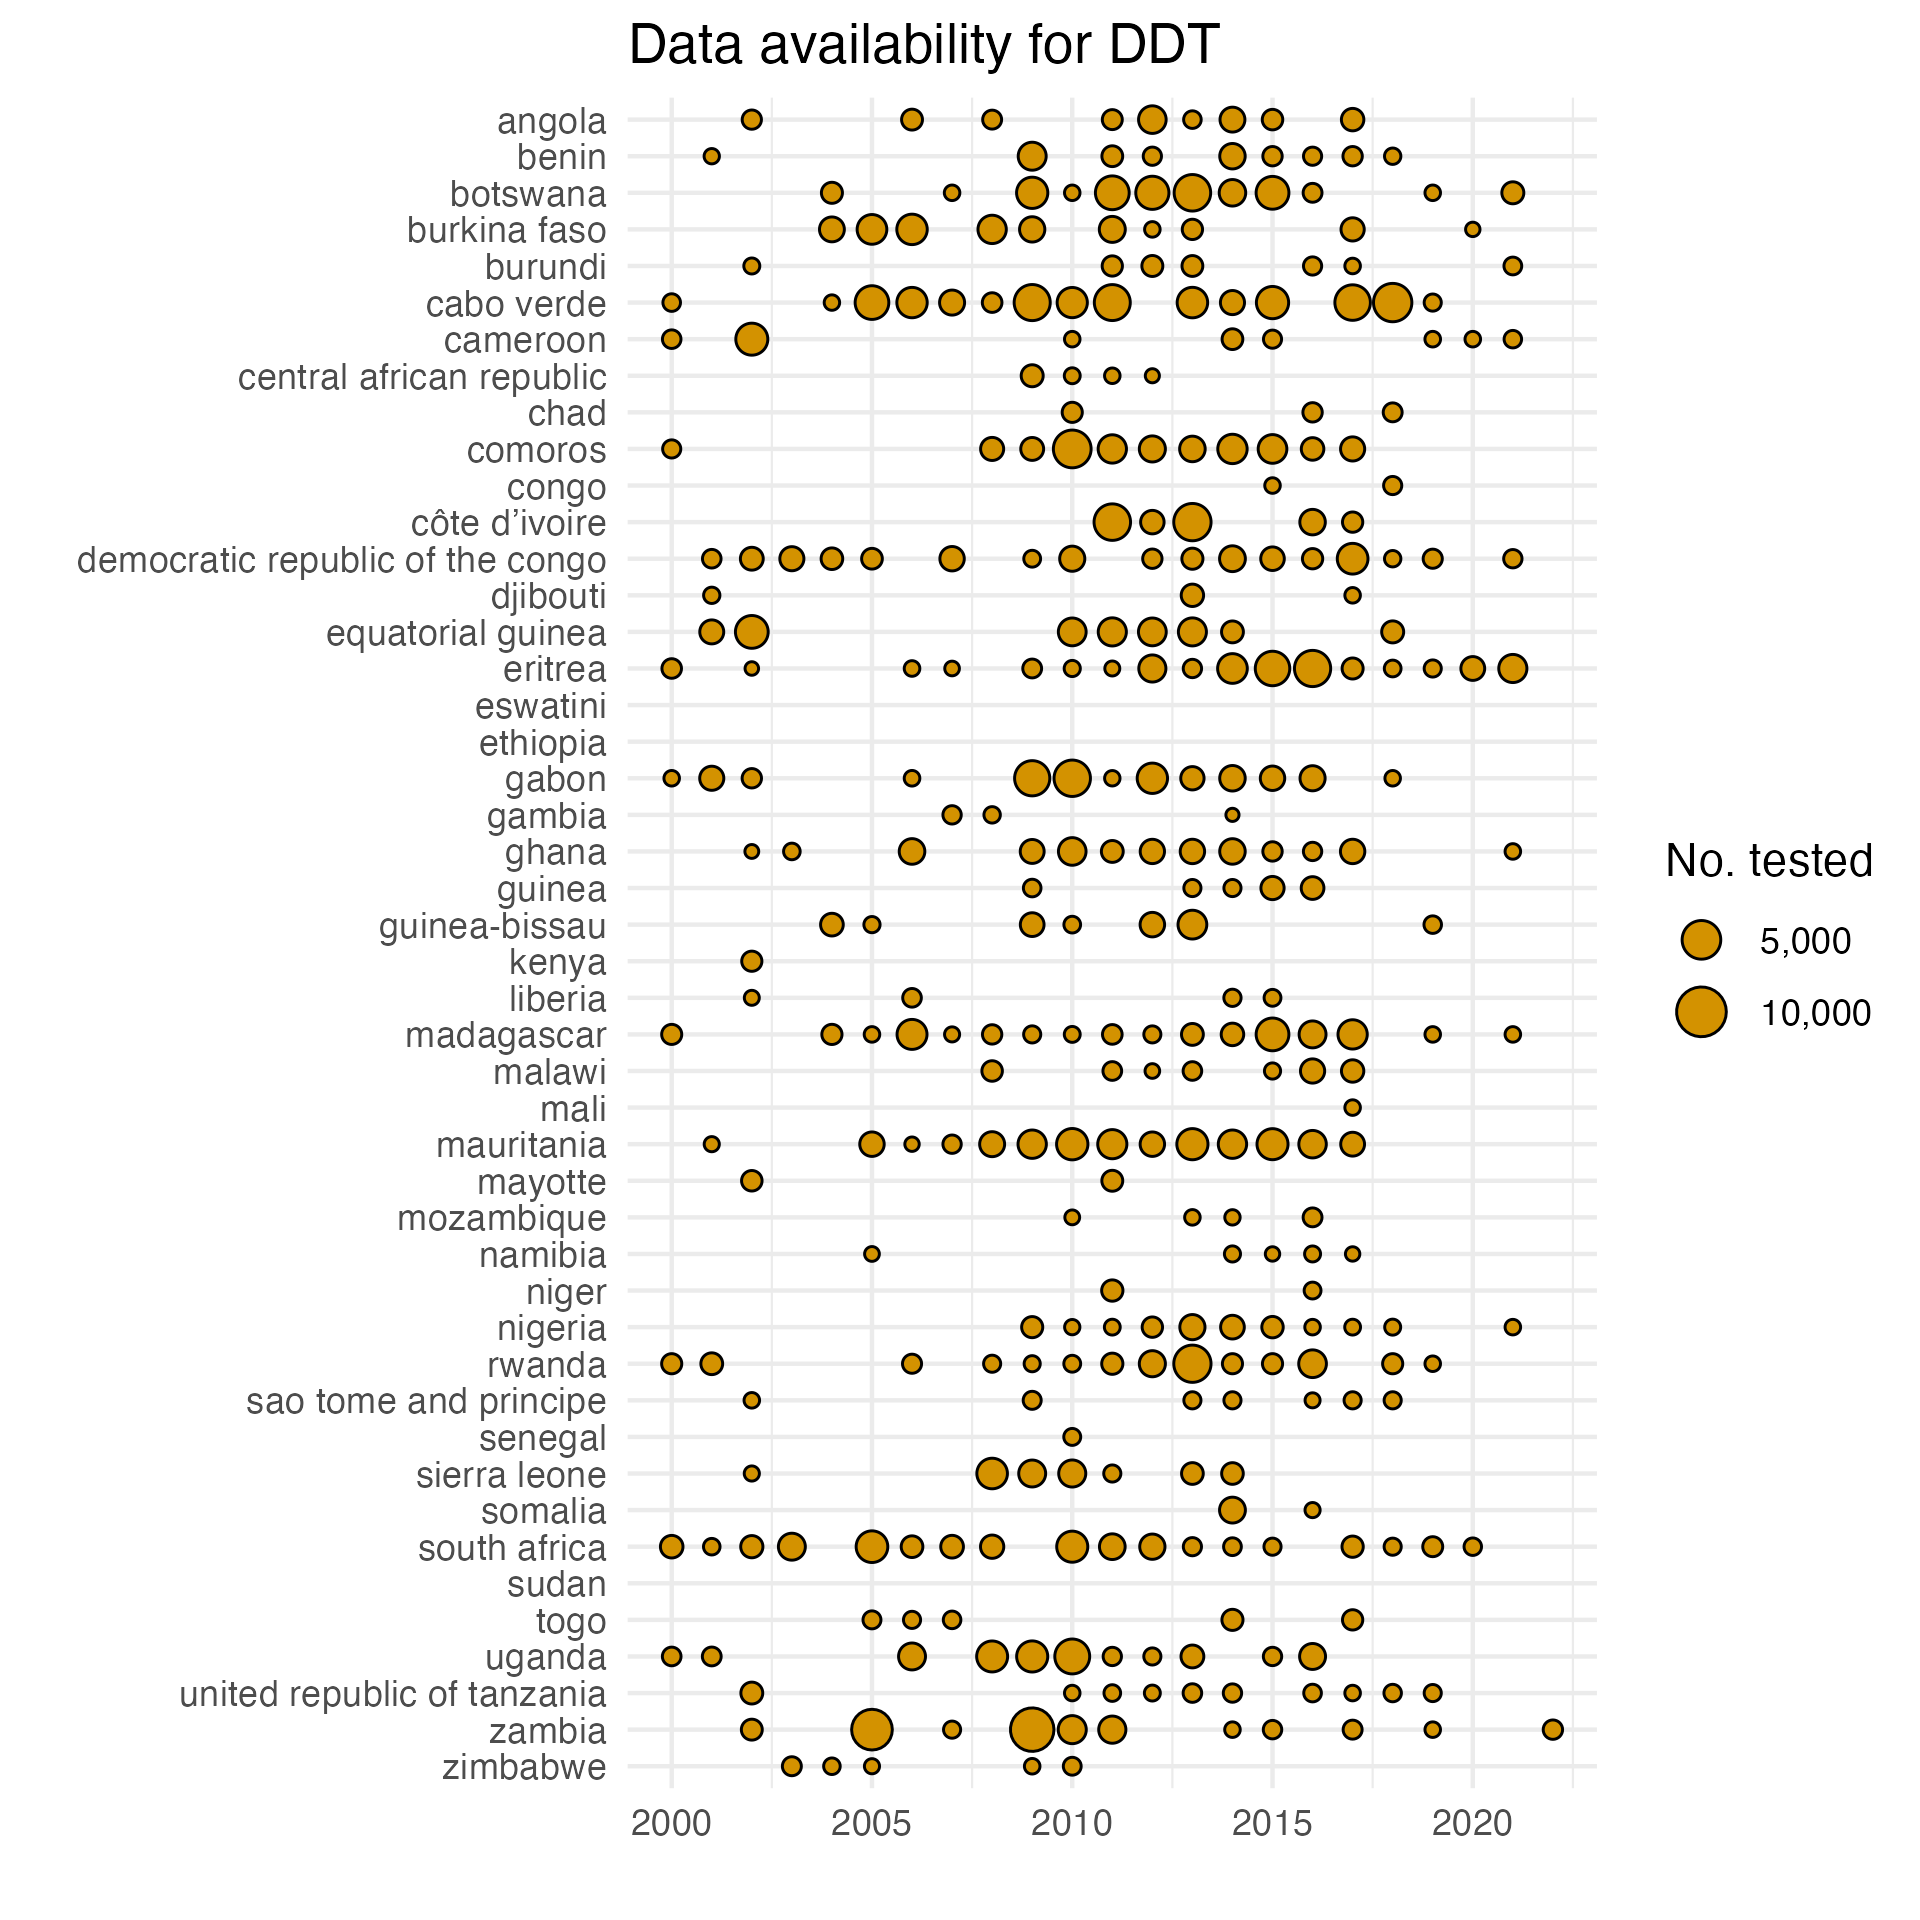 Data availability for DDT
angola
benin
botswana
burkina faso
burundi
cabo verde
cameroon
central african republic
chad
comoros
congo
côte d’ivoire
democratic republic of the congo
djibouti
equatorial guinea
eritrea
eswatini
ethiopia
gabon
gambia
ghana
guinea
guinea-bissau
kenya
liberia
madagascar
malawi
mali
mauritania
mayotte
mozambique
namibia
niger
nigeria
rwanda
sao tome and principe
senegal
sierra leone
somalia
south africa
sudan
togo
uganda
united republic of tanzania
zambia
zimbabwe
2000 2005 2010 2015 2020
No. tested
5,000
10,000